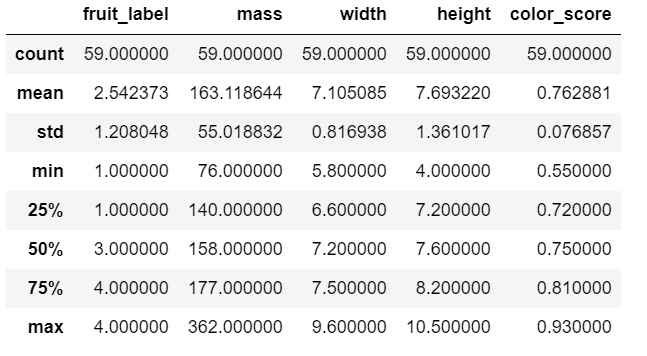 fruit_label mass width height color_score
count 59.000000 59.000000 59.000000 59.000000 59.000000
mean 2.542373 163.118644 7.105085 7.693220 0.762881
std 1.208048 55.018832 0.816938 1.361017 0.076857
min 1.000000 76.000000 5.800000 4.000000 0.550000
25% 1.000000 140.000000 6.600000 7.200000 0.720000
50% 3.000000 158.000000 7.200000 7.600000 0.750000
75% 4.000000 177.000000 7.500000 8.200000 0.810000
max 4.000000 362.000000 9.600000 10.500000 0.930000